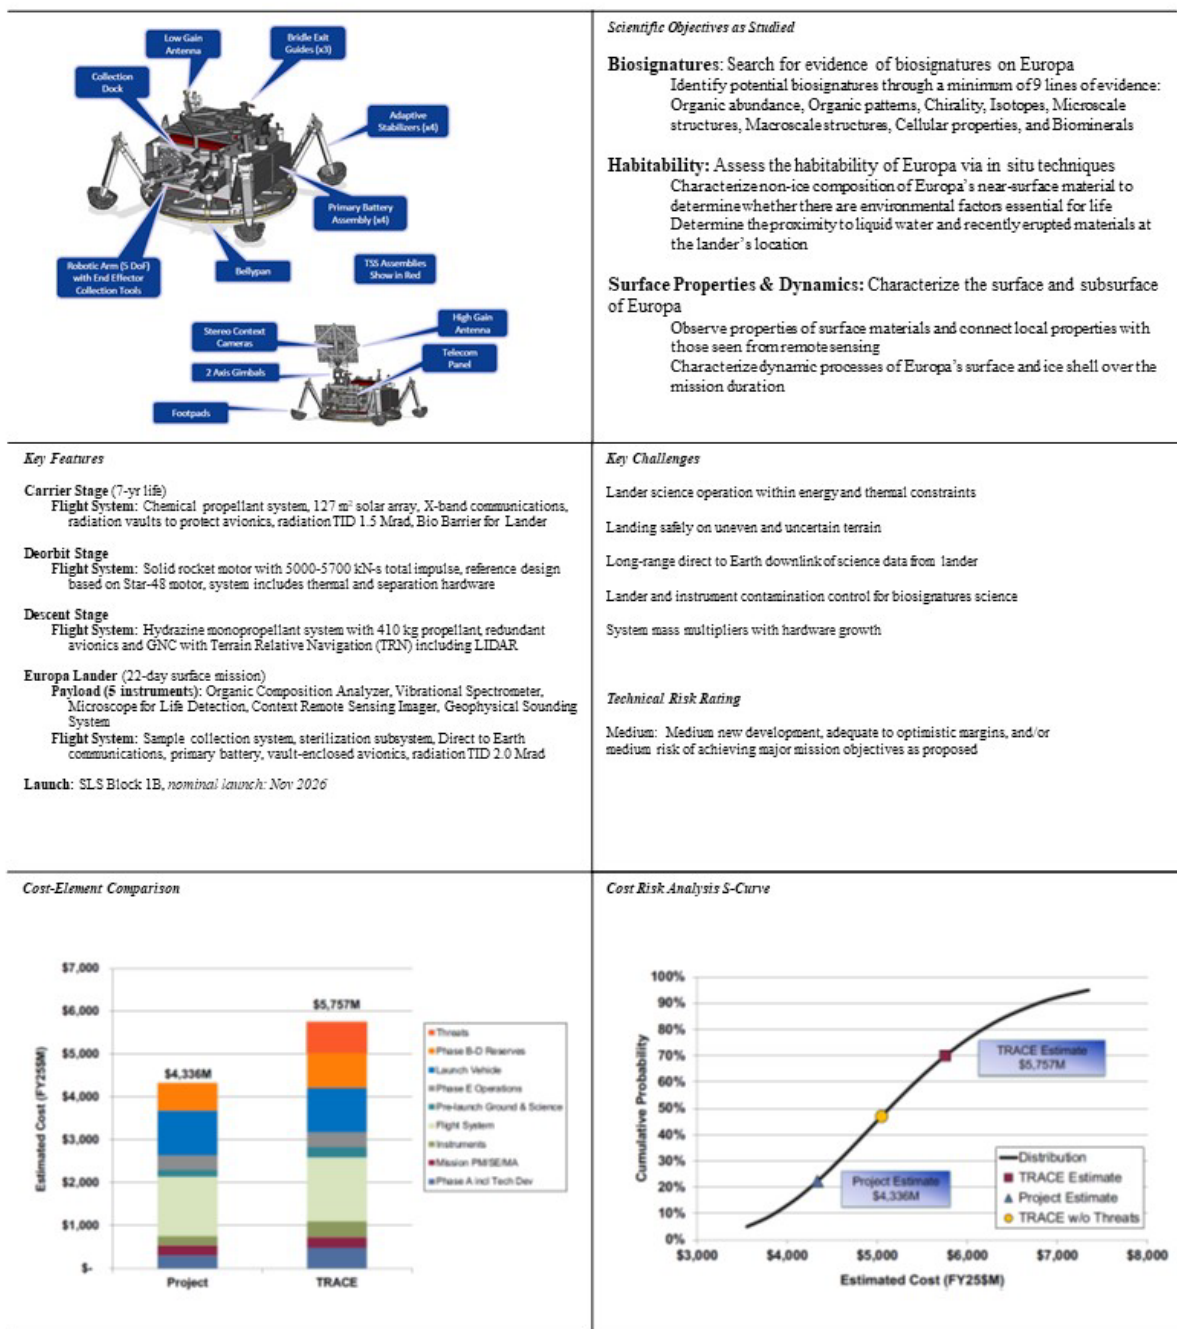 Low Gain
Antenna
Bridle Exit
Guides (x3)
Collection
Dock
Adaptive
Stabilizers (x4)
Primary Battery
Assembly (x4)
Robotic Arm (5 DoF)
with End Effector
Collection Tools
Bellypan
TSS Assemblies
Show in Red
Stereo Context
Cameras
High Gain
Antenna
Telecom
Panel
2 Axis Gimbals
Footpads
Scientific Objectives as Studied
Biosignatures: Search for evidence of biosignatures on Europa
Identify potential biosignatures through a minimum of 9 lines of evidence:
Organic abundance, Organic patterns, Chirality, Isotopes, Microscale
structures, Macroscale structures, Cellular properties, and Biominerals
Habitability: Assess the habitability of Europa via in situ techniques
Characterize non-ice composition of Europa's near-surface material to
determine whether there are environmental factors essential for life
Determine the proximity to liquid water and recently erupted materials at
the lander's location
Surface Properties & Dynamics: Characterize the surface and subsurface
of Europa
Observe properties of surface materials and connect local properties with
those seen from remote sensing
Characterize dynamic processes of Europa's surface and ice shell over the
mission duration
Key Features
Carrier Stage (7-yr life)
Flight System: Chemical propellant system, 127 m² solar array, X-band communications,
radiation vaults to protect avionics, radiation TID 1.5 Mrad, Bio Barrier for Lander
Deorbit Stage
Flight System: Solid rocket motor with 5000-5700 kN-s total impulse, reference design
based on Star-48 motor, system includes thermal and separation hardware
Descent Stage
Flight System: Hydrazine monopropellant system with 410 kg propellant, redundant
avionics and GNC with Terrain Relative Navigation (TRN) including LIDAR
Europa Lander (22-day surface mission)
Payload (5 instruments): Organic Composition Analyzer, Vibrational Spectrometer,
Microscope for Life Detection, Context Remote Sensing Imager, Geophysical Sounding
System
Flight System: Sample collection system, sterilization subsystem, Direct to Earth
communications, primary battery, vault-enclosed avionics, radiation TID 2.0 Mrad
Launch: SLS Block 1B, nominal launch: Nov 2026
Key Challenges
Lander science operation within energy and thermal constraints
Landing safely on uneven and uncertain terrain
Long-range direct to Earth downlink of science data from lander
Lander and instrument contamination control for biosignatures science
System mass multipliers with hardware growth
Technical Risk Rating
Medium: Medium new development, adequate to optimistic margins, and/or
medium risk of achieving major mission objectives as proposed
Cost-Element Comparison
Estimated Cost (FY25$M)
$7,000
$6,000
$5,000
$4,000
$3,000
$2,000
$1,000
$-
$4,336M
$5,757M
Project
TRACE
Threats
Phase B-D Reserves
Launch Vehicle
Phase E Operations
Pre-launch Ground & Science
Flight System
Instruments
Mission PM/SE/MA
Phase A incl Tech Dev
Cost Risk Analysis S-Curve
Cumulative Probability
100%
90%
80%
70%
60%
50%
40%
30%
20%
10%
0%
TRACE Estimate
$5,757M
Project Estimate
$4,336M
Distribution
TRACE Estimate
Project Estimate
TRACE w/o Threats
$3,000 $4,000 $5,000 $6,000 $7,000 $8,000
Estimated Cost (FY25$M)